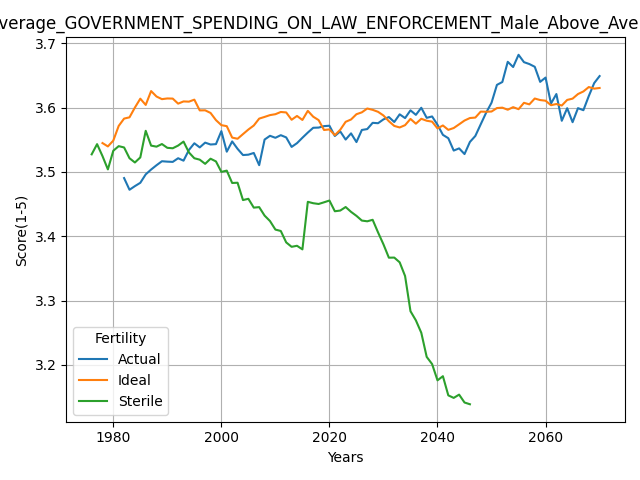 verage_GOVERNMENT_SPENDING_ON_LAW_ENFORCEMENT_Male_Above_Ave
3.7
3.6
3.5
3.4
3.3
3.2
Score(1-5)
Fertility
Actual
Ideal
Sterile
1980
2000
2020
2040
2060
Years